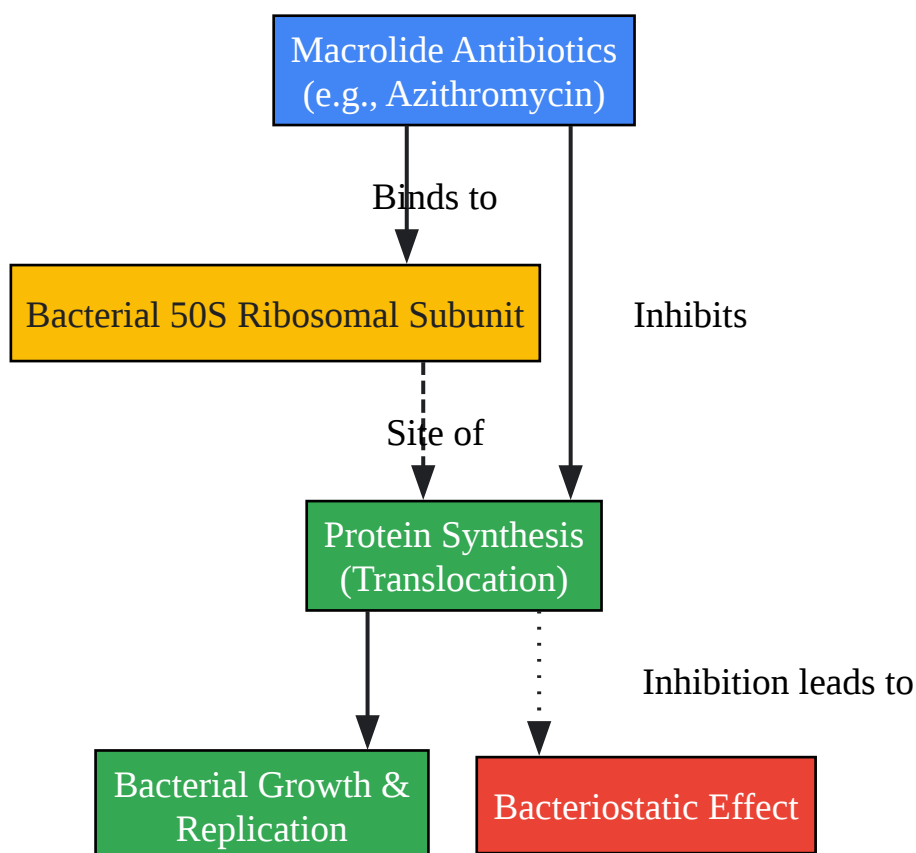 Macrolide Antibiotics
(e.g., Azithromycin)
Binds to
Bacterial 50S Ribosomal Subunit
Inhibits
Site of
Protein Synthesis
(Translocation)
Inhibition leads to
Bacterial Growth &
Replication
Bacteriostatic Effect